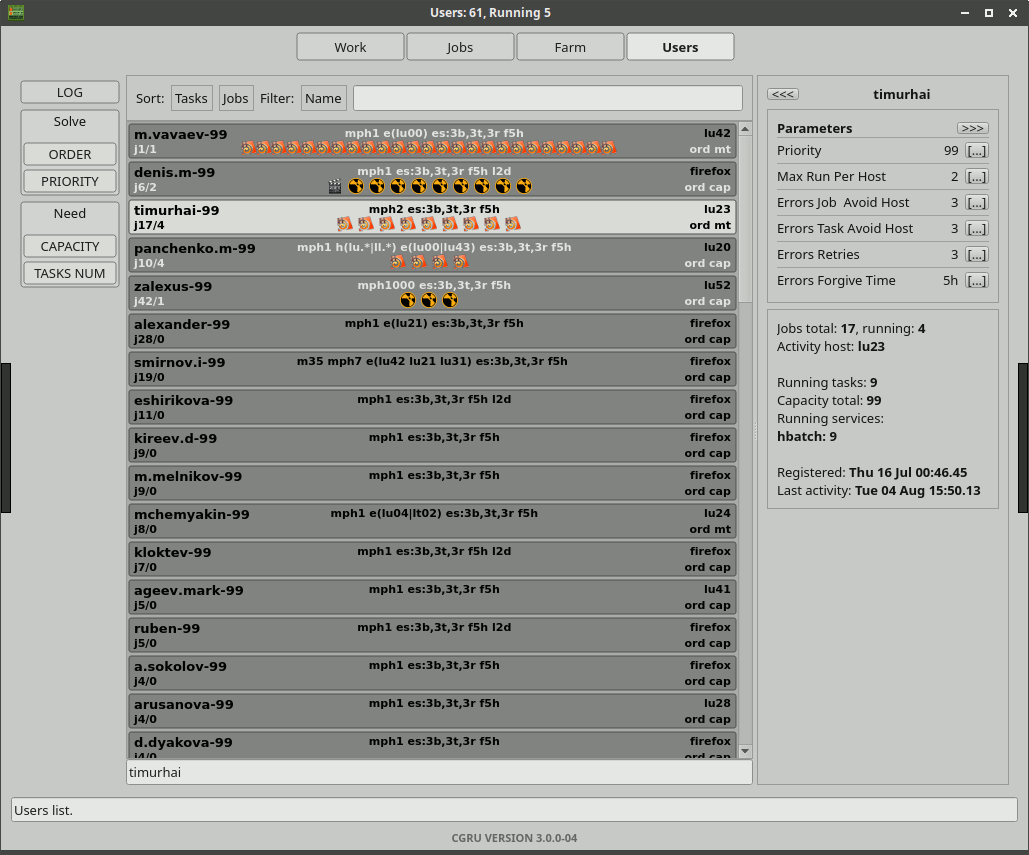 Users: 61, Running 5
Work Jobs Farm Users
LOG
Solve
ORDER
PRIORITY
Need
CAPACITY
TASKS NUM
Sort: Tasks Jobs Filter: Name
m.vavaev-99 mph1 e(lu00) es:3b,3t,3r f5h lu42
j1/1 ord mt
denis.m-99 mph1 es:3b,3t,3r f5h l2d firefox
j6/2 ord cap
timurhai-99 mph2 es:3b,3t,3r f5h lu23
j17/4 ord mt
panchenko.m-99 mph1 h(lu.*|ll.*) e(lu00|lu43) es:3b,3t,3r f5h lu20
j10/4 ord cap
zalexus-99 mph1000 es:3b,3t,3r f5h lu52
j42/1 ord cap
alexander-99 mph1 e(lu21) es:3b,3t,3r f5h firefox
j28/0 ord cap
smirnov.i-99 m35 mph7 e(lu42 lu21 lu31) es:3b,3t,3r f5h firefox
j19/0 ord cap
eshirikova-99 mph1 es:3b,3t,3r f5h l2d firefox
j11/0 ord cap
kireev.d-99 mph1 es:3b,3t,3r f5h firefox
j9/0 ord cap
m.melnikov-99 mph1 es:3b,3t,3r f5h firefox
j9/0 ord cap
mchemyakin-99 mph1 e(lu04|lt02) es:3b,3t,3r f5h lu24
j8/0 ord mt
kloktev-99 mph1 es:3b,3t,3r f5h l2d firefox
j7/0 ord cap
ageev.mark-99 mph1 es:3b,3t,3r f5h lu41
j5/0 ord cap
ruben-99 mph1 es:3b,3t,3r f5h l2d firefox
j5/0 ord cap
a.sokolov-99 mph1 es:3b,3t,3r f5h firefox
j4/0 ord cap
arusanova-99 mph1 es:3b,3t,3r f5h lu28
j4/0 ord cap
d.dyakova-99 mph1 es:3b,3t,3r f5h firefox
j4/0 ord cap
timurhai
<<< timurhai
Parameters >>>
Priority 99 [...]
Max Run Per Host 2 [...]
Errors Job Avoid Host 3 [...]
Errors Task Avoid Host 3 [...]
Errors Retries 3 [...]
Errors Forgive Time 5h [...]
Jobs total: 17, running: 4
Activity host: lu23
Running tasks: 9
Capacity total: 99
Running services:
hbatch: 9
Registered: Thu 16 Jul 00:46.45
Last activity: Tue 04 Aug 15:50.13
Users list.
CGRU VERSION 3.0.0-04